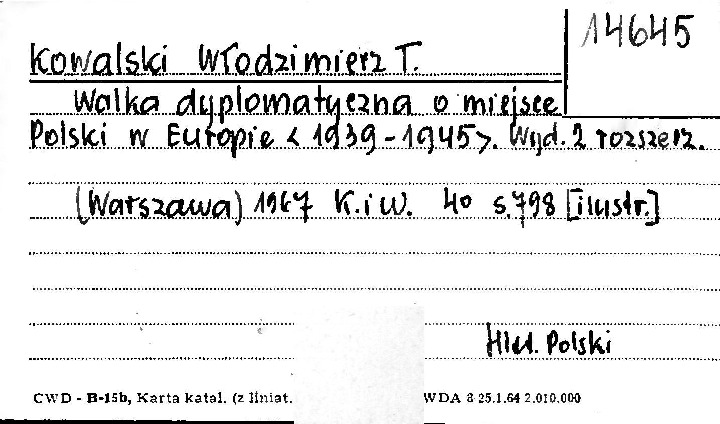 14645
Kowalski Włodzimierz T.
Walka dyplomatyczna o miejsce
Polski w Europie <1939-1945>. Wyd. 2 rozszerz.
(Warszawa) 1967 K.i W. 4o s.798 [ilustr.]
Hist. Polski
CWD - B-15b, Karta katal. (z liniat. WDA 8 25.1.64 2.010.000